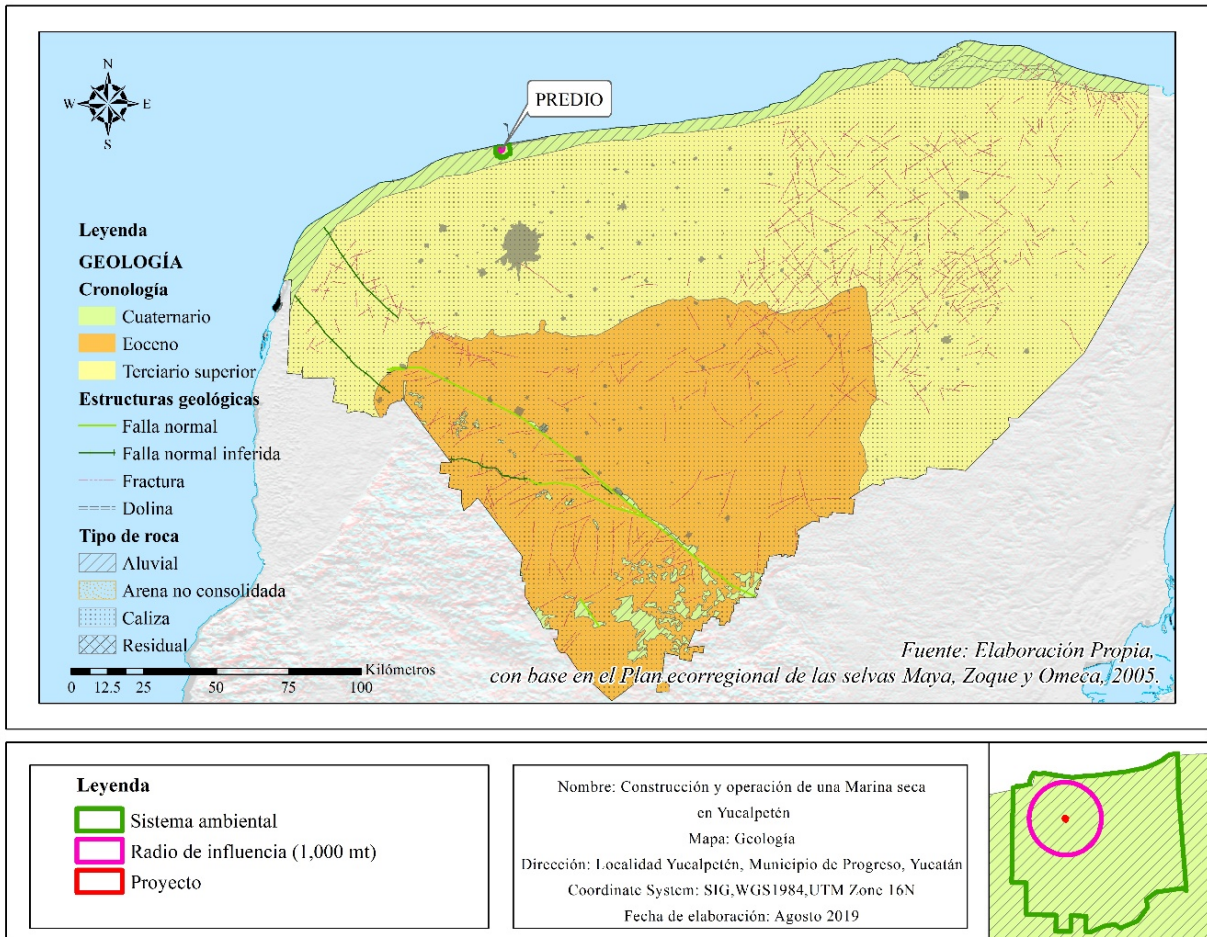 N
W
E
S
PREDIO
Leyenda
GEOLOGÍA
Cronología
Cuaternario
Eoceno
Terciario superior
Estructuras geológicas
Falla normal
Falla normal inferida
Fractura
Dolina
Tipo de roca
Aluvial
Arena no consolidada
Caliza
Residual
Kilómetros
0 12.5 25 50 75 100
Fuente: Elaboración Propia,
con base en el Plan ecorregional de las selvas Maya, Zoque y Omeca, 2005.
Leyenda
Sistema ambiental
Radio de influencia (1,000 mt)
Proyecto
Nombre: Construcción y operación de una Marina seca
en Yucalpetén
Mapa: Geología
Dirección: Localidad Yucalpetén, Municipio de Progreso, Yucatán
Coordinate System: SIG,WGS1984,UTM Zone 16N
Fecha de elaboración: Agosto 2019